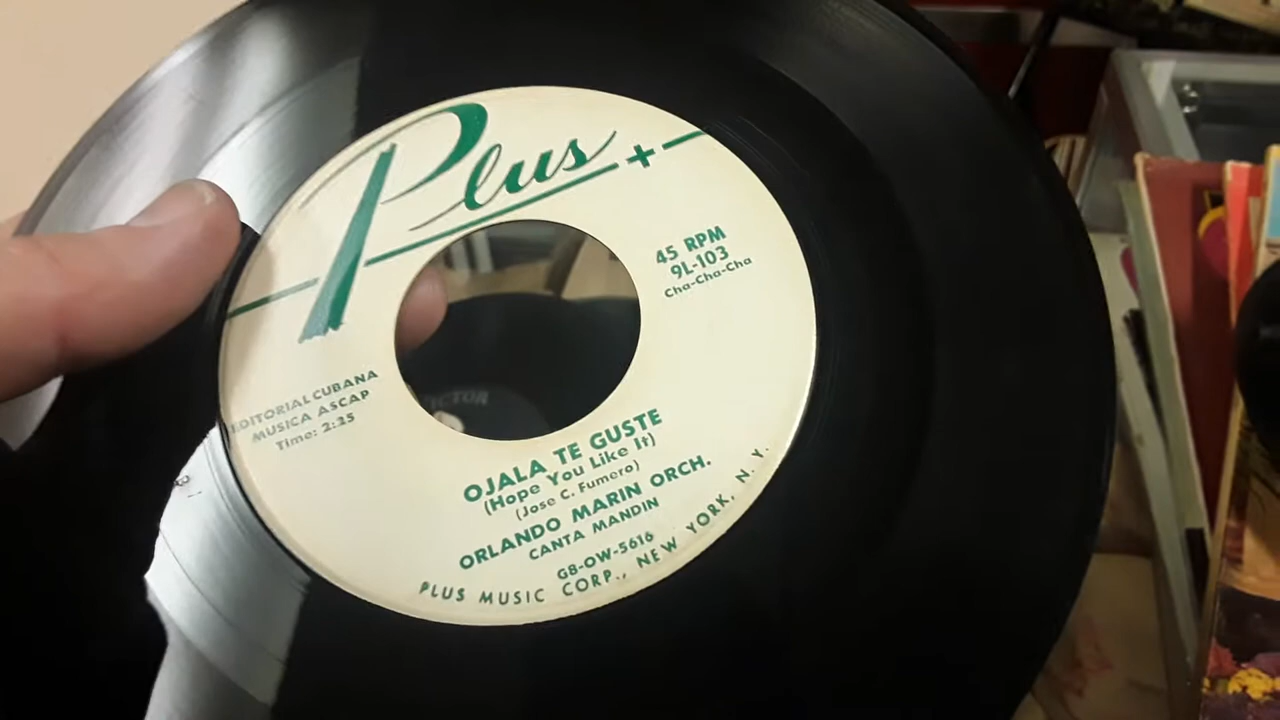 Plus +
45 RPM
9L-103
Cha-Cha-Cha
EDITORIAL CUBANA
MUSICA ASCAP
Time: 2:25
OJALA TE GUSTE
(Hope You Like It)
(Jose C. Fumero)
ORLANDO MARIN ORCH.
CANTA MANDIN
G8-OW-5616
PLUS MUSIC CORP., NEW YORK, N. Y.